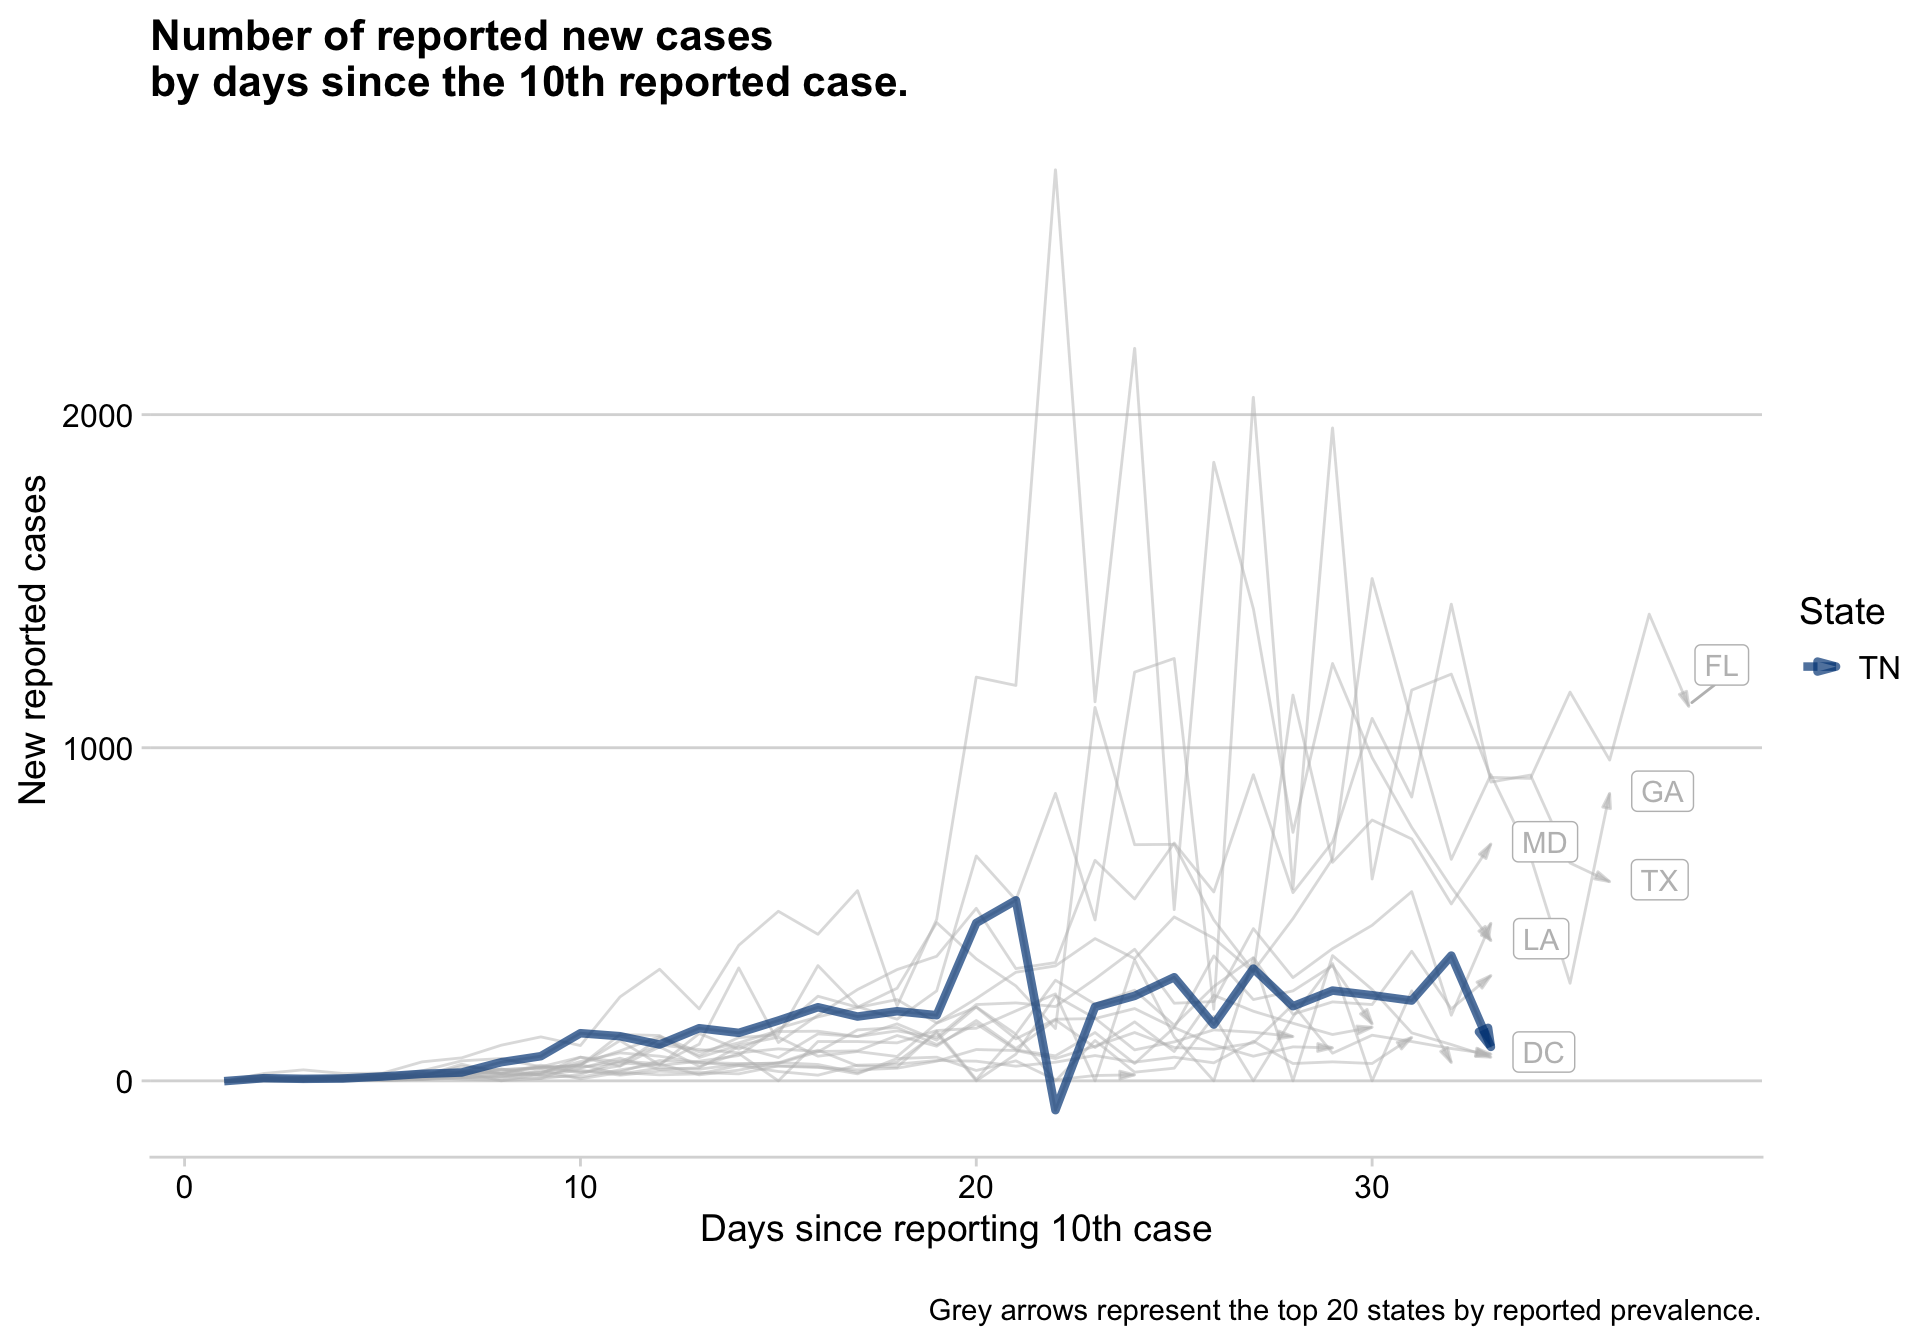 Number of reported new cases
by days since the 10th reported case.
New reported cases
2000
1000
0
FL
GA
MD
TX
LA
DC
State
TN
0
10
20
30
Days since reporting 10th case
Grey arrows represent the top 20 states by reported prevalence.